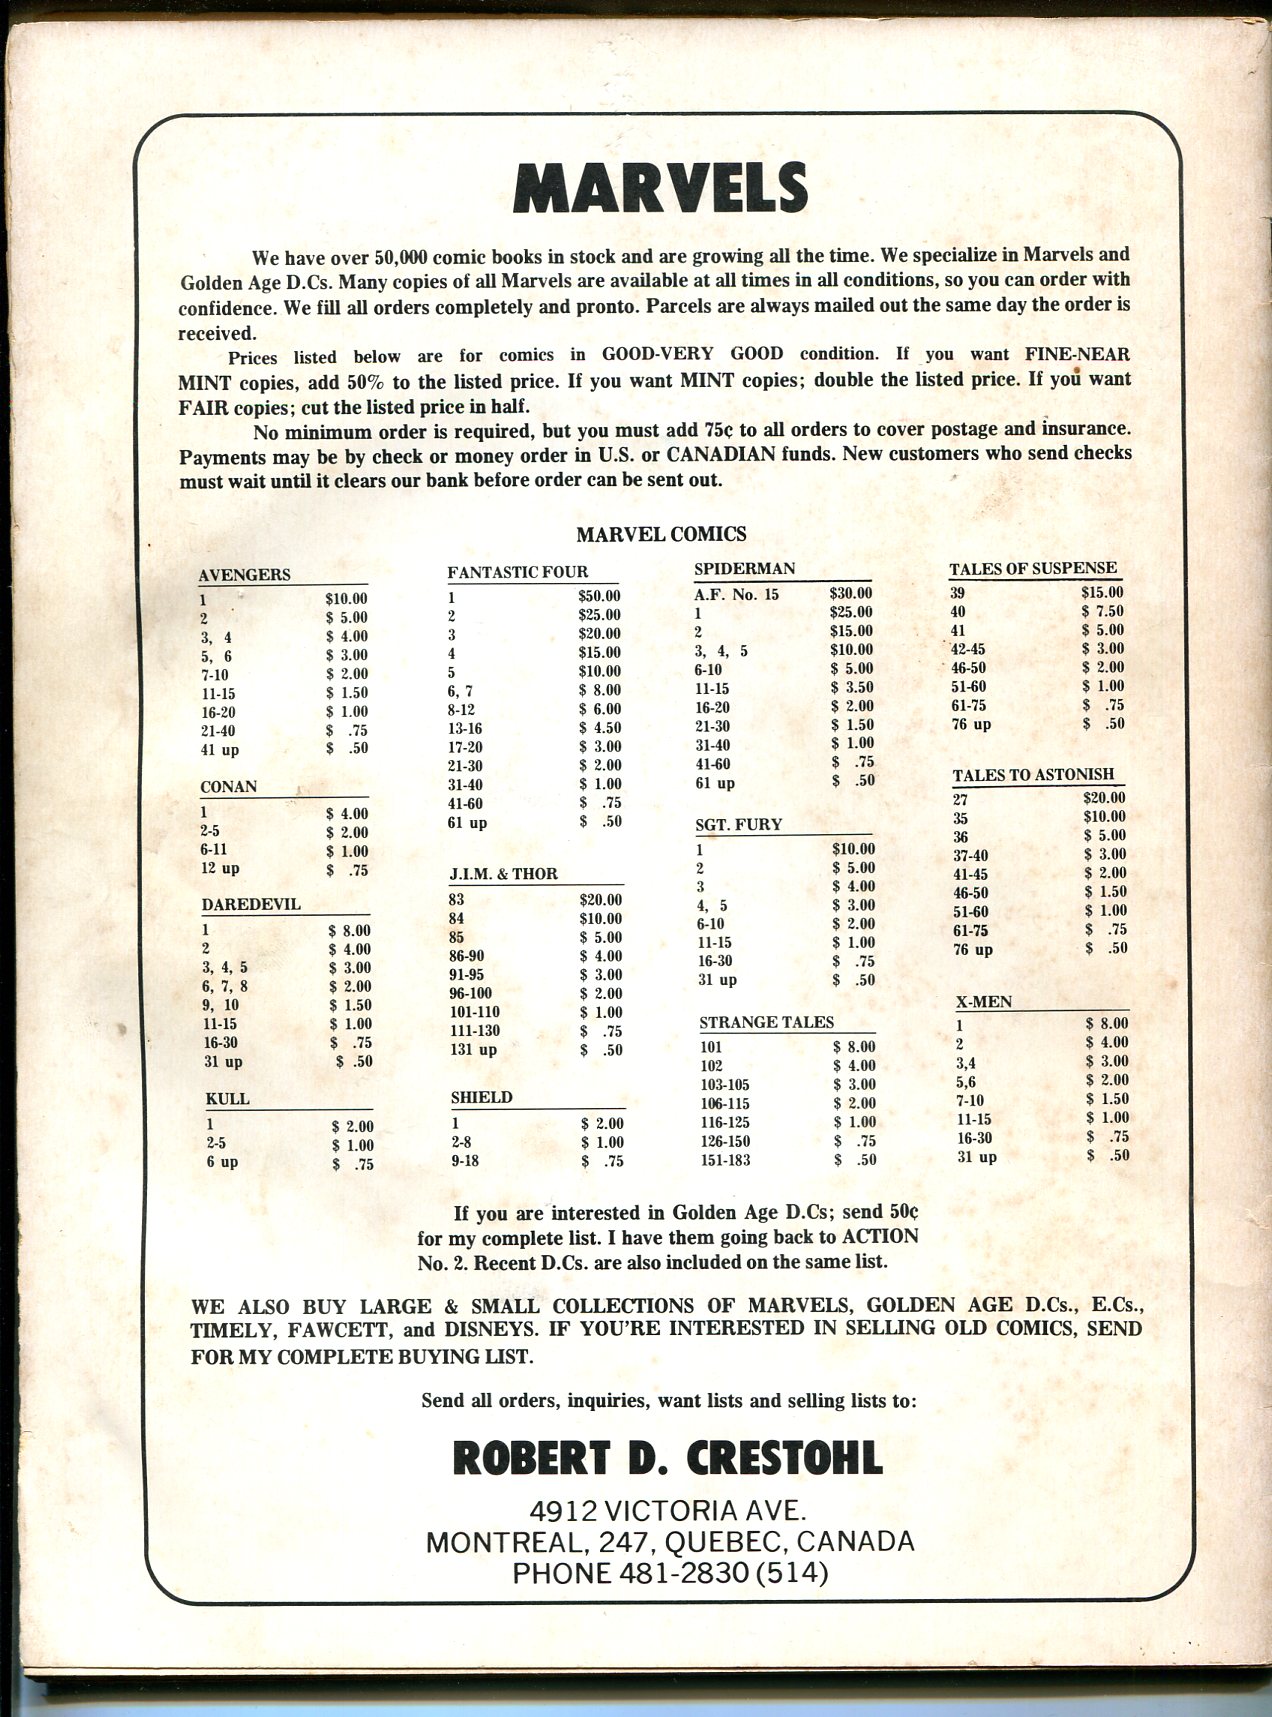 MARVELS
We have over 50,000 comic books in stock and are growing all the time. We specialize in Marvels and
Golden Age D.Cs. Many copies of all Marvels are available at all times in all conditions, so you can order with
confidence. We fill all orders completely and pronto. Parcels are always mailed out the same day the order is
received.
Prices listed below are for comics in GOOD-VERY GOOD condition. If you want FINE-NEAR
MINT copies, add 50% to the listed price. If you want MINT copies; double the listed price. If you want
FAIR copies; cut the listed price in half.
No minimum order is required, but you must add 75¢ to all orders to cover postage and insurance.
Payments may be by check or money order in U.S. or CANADIAN funds. New customers who send checks
must wait until it clears our bank before order can be sent out.
MARVEL COMICS
AVENGERS
1 $10.00
2 $ 5.00
3, 4 $ 4.00
5, 6 $ 3.00
7-10 $ 2.00
11-15 $ 1.50
16-20 $ 1.00
21-40 $ .75
41 up $ .50
CONAN
1 $ 4.00
2-5 $ 2.00
6-11 $ 1.00
12 up $ .75
DAREDEVIL
1 $ 8.00
2 $ 4.00
3, 4, 5 $ 3.00
6, 7, 8 $ 2.00
9, 10 $ 1.50
11-15 $ 1.00
16-30 $ .75
31 up $ .50
KULL
1 $ 2.00
2-5 $ 1.00
6 up $ .75
FANTASTIC FOUR
1 $50.00
2 $25.00
3 $20.00
4 $15.00
5 $10.00
6, 7 $ 8.00
8-12 $ 6.00
13-16 $ 4.50
17-20 $ 3.00
21-30 $ 2.00
31-40 $ 1.00
41-60 $ .75
61 up $ .50
J.I.M. & THOR
83 $20.00
84 $10.00
85 $ 5.00
86-90 $ 4.00
91-95 $ 3.00
96-100 $ 2.00
101-110 $ 1.00
111-130 $ .75
131 up $ .50
SHIELD
1 $ 2.00
2-8 $ 1.00
9-18 $ .75
SPIDERMAN
A.F. No. 15 $30.00
1 $25.00
2 $15.00
3, 4, 5 $10.00
6-10 $ 5.00
11-15 $ 3.50
16-20 $ 2.00
21-30 $ 1.50
31-40 $ 1.00
41-60 $ .75
61 up $ .50
SGT. FURY
1 $10.00
2 $ 5.00
3 $ 4.00
4, 5 $ 3.00
6-10 $ 2.00
11-15 $ 1.00
16-30 $ .75
31 up $ .50
STRANGE TALES
101 $ 8.00
102 $ 4.00
103-105 $ 3.00
106-115 $ 2.00
116-125 $ 1.00
126-150 $ .75
151-183 $ .50
TALES OF SUSPENSE
39 $15.00
40 $ 7.50
41 $ 5.00
42-45 $ 3.00
46-50 $ 2.00
51-60 $ 1.00
61-75 $ .75
76 up $ .50
TALES TO ASTONISH
27 $20.00
35 $10.00
36 $ 5.00
37-40 $ 3.00
41-45 $ 2.00
46-50 $ 1.50
51-60 $ 1.00
61-75 $ .75
76 up $ .50
X-MEN
1 $ 8.00
2 $ 4.00
3,4 $ 3.00
5,6 $ 2.00
7-10 $ 1.50
11-15 $ 1.00
16-30 $ .75
31 up $ .50
If you are interested in Golden Age D.Cs; send 50¢
for my complete list. I have them going back to ACTION
No. 2. Recent D.Cs. are also included on the same list.
WE ALSO BUY LARGE & SMALL COLLECTIONS OF MARVELS, GOLDEN AGE D.Cs., E.Cs.,
TIMELY, FAWCETT, and DISNEYS. IF YOU'RE INTERESTED IN SELLING OLD COMICS, SEND
FOR MY COMPLETE BUYING LIST.
Send all orders, inquiries, want lists and selling lists to:
ROBERT D. CRESTOHL
4912 VICTORIA AVE.
MONTREAL, 247, QUEBEC, CANADA
PHONE 481-2830 (514)